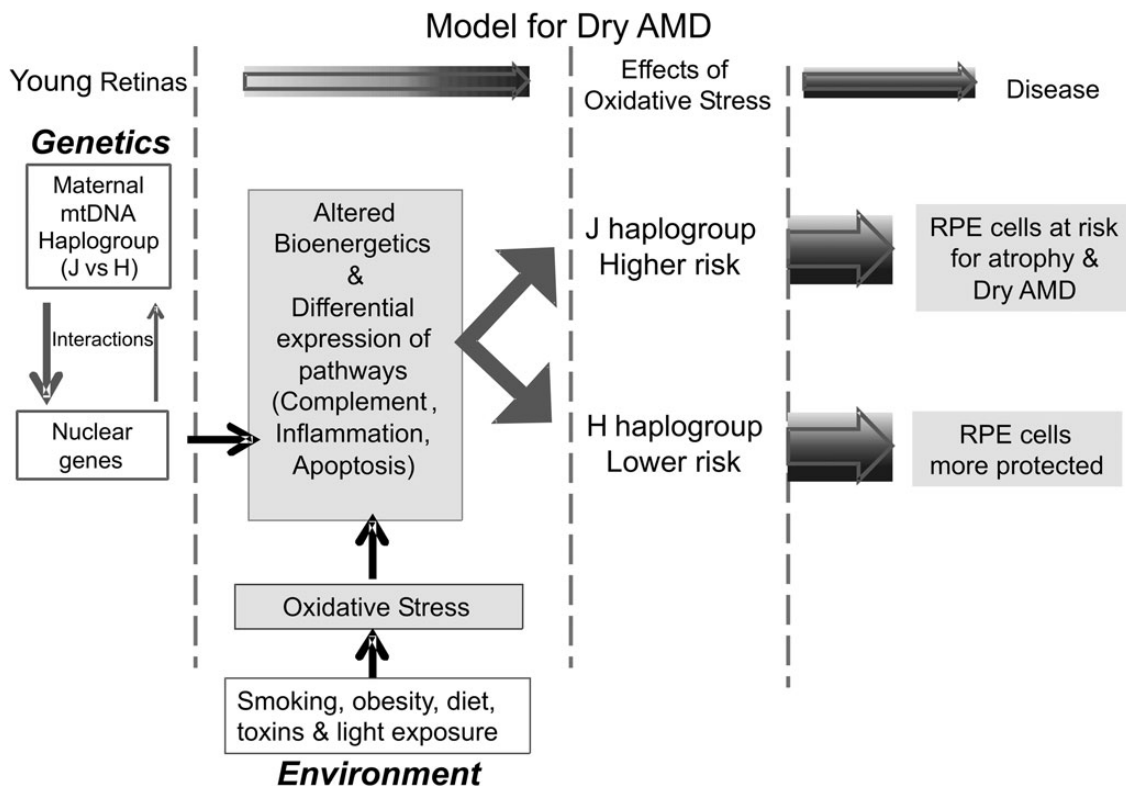 Model for Dry AMD
Young Retinas
Effects of
Oxidative Stress
Disease
Genetics
Maternal
mtDNA
Haplogroup
(J vs H)
Interactions
Nuclear
genes
Altered
Bioenergetics
&
Differential
expression of
pathways
(Complement,
Inflammation,
Apoptosis)
Oxidative Stress
Smoking, obesity, diet,
toxins & light exposure
Environment
J haplogroup
Higher risk
H haplogroup
Lower risk
RPE cells at risk
for atrophy &
Dry AMD
RPE cells
more protected